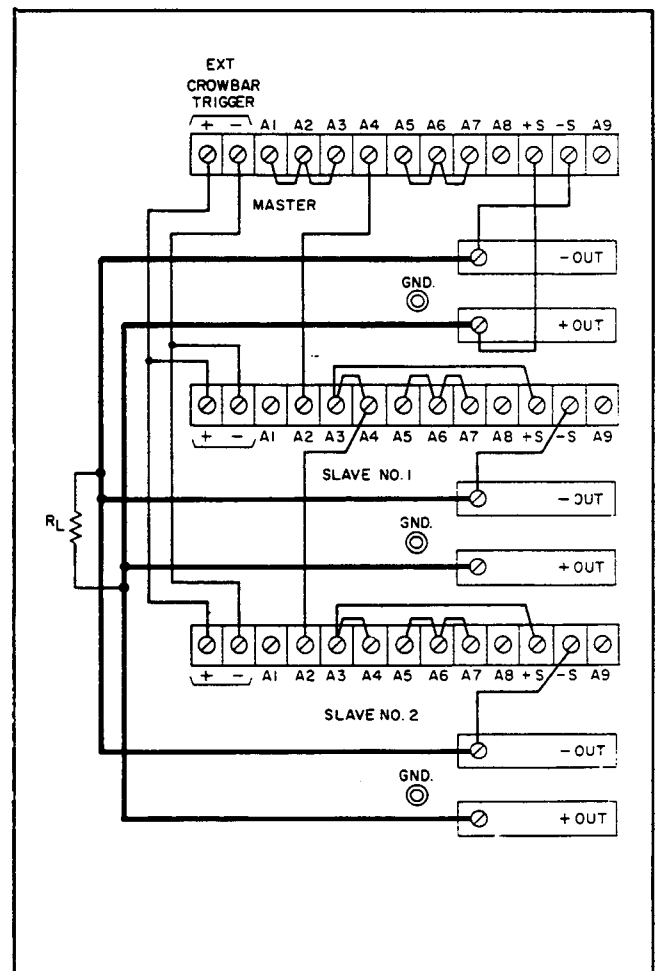 EXT
CROWBAR
TRIGGER
+ - A1 A2 A3 A4 A5 A6 A7 A8 +S -S A9
MASTER
- OUT
GND.
+ OUT
+ - A1 A2 A3 A4 A5 A6 A7 A8 +S -S A9
SLAVE NO. 1
- OUT
RL
GND.
+ OUT
+ - A1 A2 A3 A4 A5 A6 A7 A8 +S -S A9
SLAVE NO. 2
- OUT
GND.
+ OUT